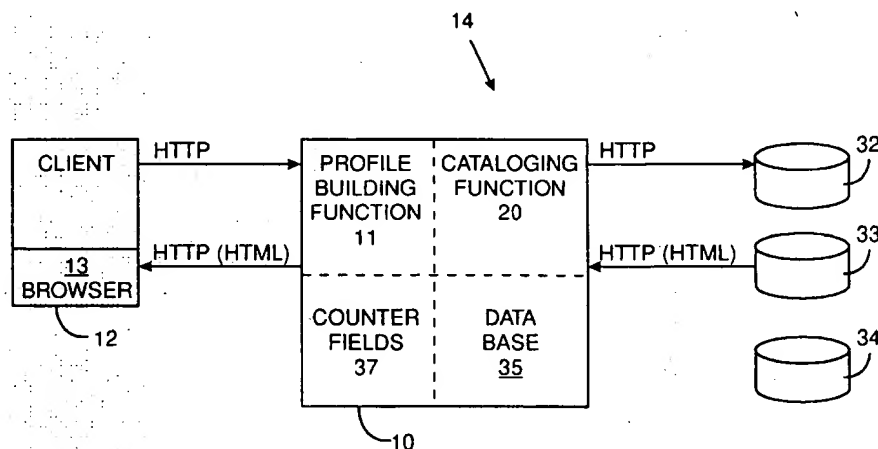 14
CLIENT
HTTP
PROFILE
BUILDING
FUNCTION
11
CATALOGING
FUNCTION
20
HTTP
32
HTTP (HTML)
HTTP (HTML)
33
13
BROWSER
12
COUNTER
FIELDS
37
DATA
BASE
35
34
10